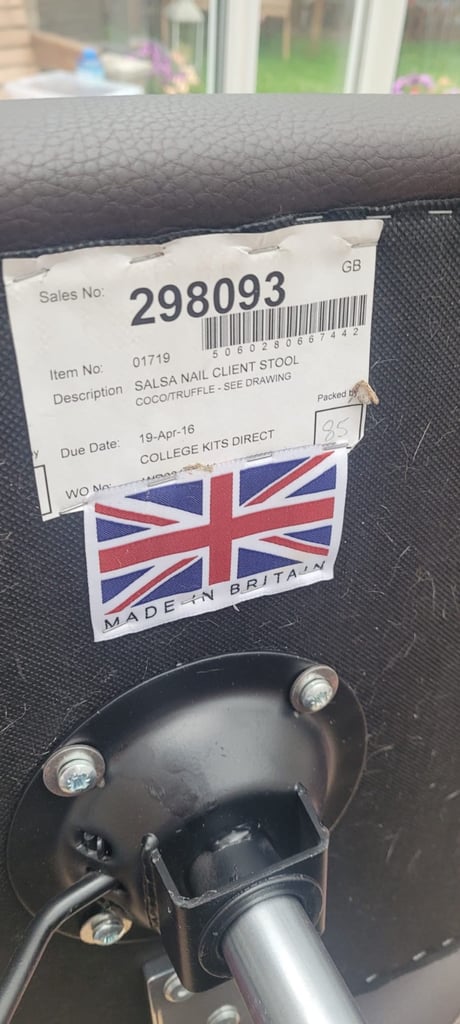 Sales No: 298093 GB
5060280667442
Item No: 01719
Description SALSA NAIL CLIENT STOOL
COCO/TRUFFLE - SEE DRAWING
Packed by
Due Date: 19-Apr-16
85
COLLEGE KITS DIRECT
WO No:
MADE IN BRITAIN